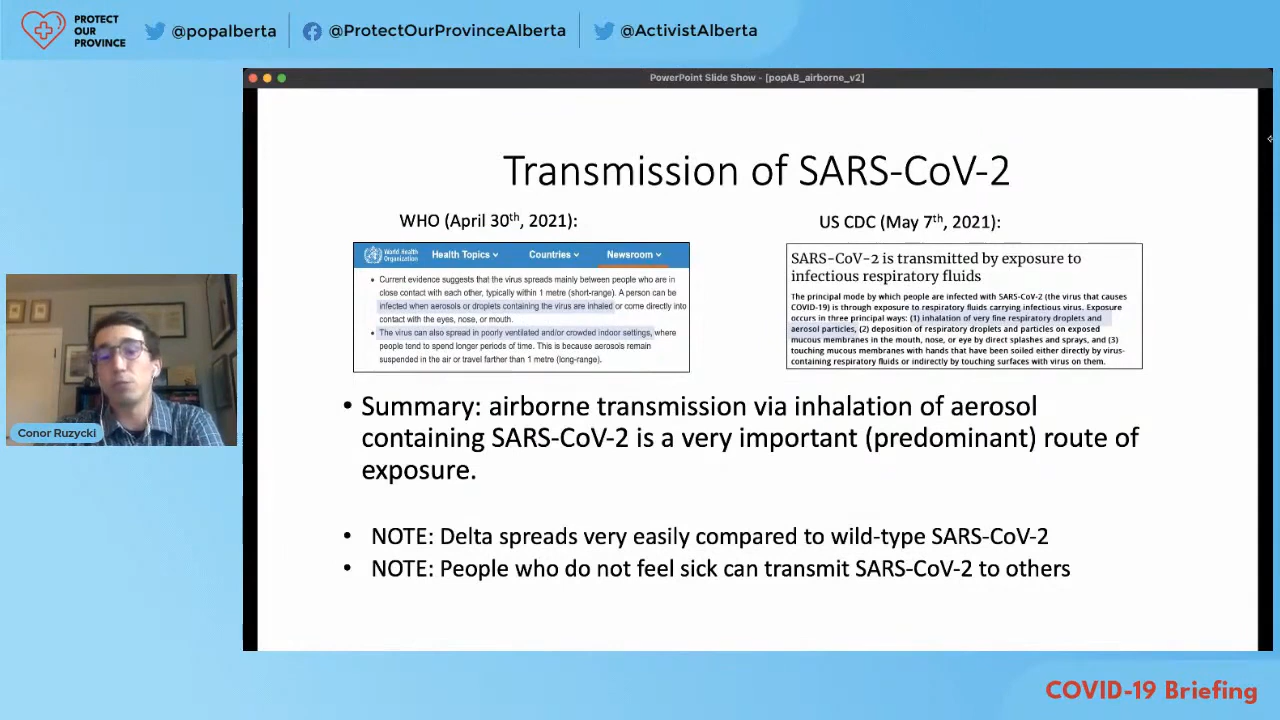 PROTECT
OUR
PROVINCE
@popalberta
@ProtectOurProvinceAlberta
@ActivistAlberta
PowerPoint Slide Show - [popAB_airborne_v2]
Transmission of SARS-CoV-2
WHO (April 30th, 2021):
World Health
Organization
Health Topics
Countries
Newsroom
• Current evidence suggests that the virus spreads mainly between people who are in
close contact with each other, typically within 1 metre (short-range). A person can be
infected when aerosols or droplets containing the virus are inhaled or come directly into
contact with the eyes, nose, or mouth.
• The virus can also spread in poorly ventilated and/or crowded indoor settings, where
people tend to spend longer periods of time. This is because aerosols remain
suspended in the air or travel farther than 1 metre (long-range).
US CDC (May 7th, 2021):
SARS-CoV-2 is transmitted by exposure to
infectious respiratory fluids
The principal mode by which people are infected with SARS-CoV-2 (the virus that causes
COVID-19) is through exposure to respiratory fluids carrying infectious virus. Exposure
occurs in three principal ways: (1) inhalation of very fine respiratory droplets and
aerosol particles, (2) deposition of respiratory droplets and particles on exposed
mucous membranes in the mouth, nose, or eye by direct splashes and sprays, and (3)
touching mucous membranes with hands that have been soiled either directly by virus-
containing respiratory fluids or indirectly by touching surfaces with virus on them.
• Summary: airborne transmission via inhalation of aerosol
containing SARS-CoV-2 is a very important (predominant) route of
exposure.
• NOTE: Delta spreads very easily compared to wild-type SARS-CoV-2
• NOTE: People who do not feel sick can transmit SARS-CoV-2 to others
Conor Ruzycki
COVID-19 Briefing